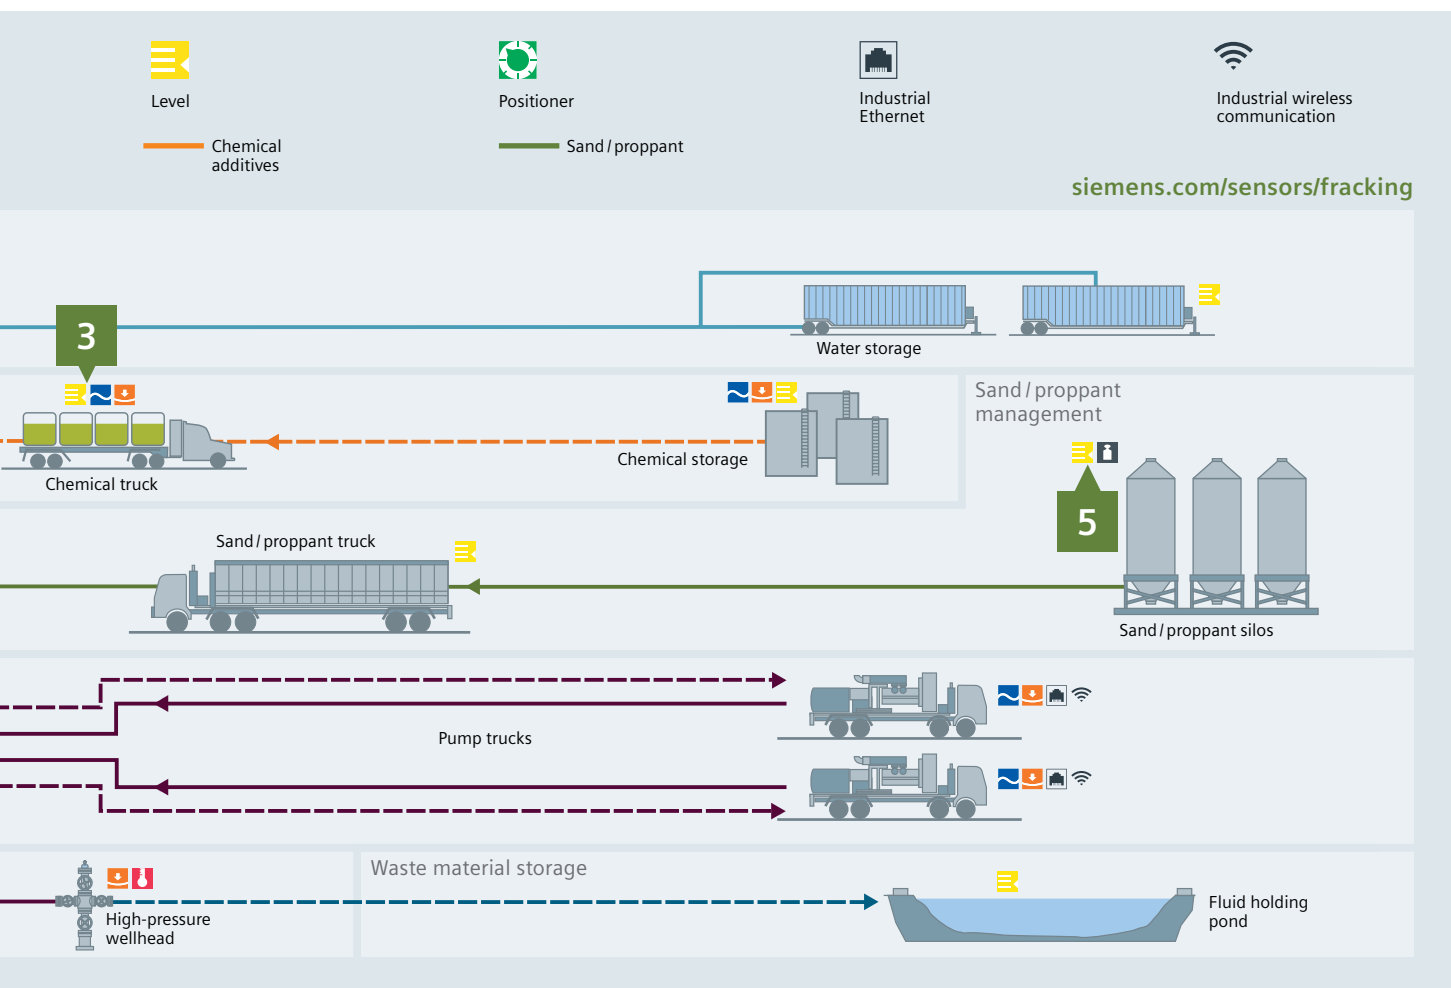 Level
Positioner
Industrial
Ethernet
Industrial wireless
communication
Chemical
additives
Sand/proppant
siemens.com/sensors/fracking
3
Water storage
Sand/proppant
management
Chemical storage
Chemical truck
5
Sand/proppant truck
Sand/proppant silos
Pump trucks
Waste material storage
High-pressure
wellhead
Fluid holding
pond